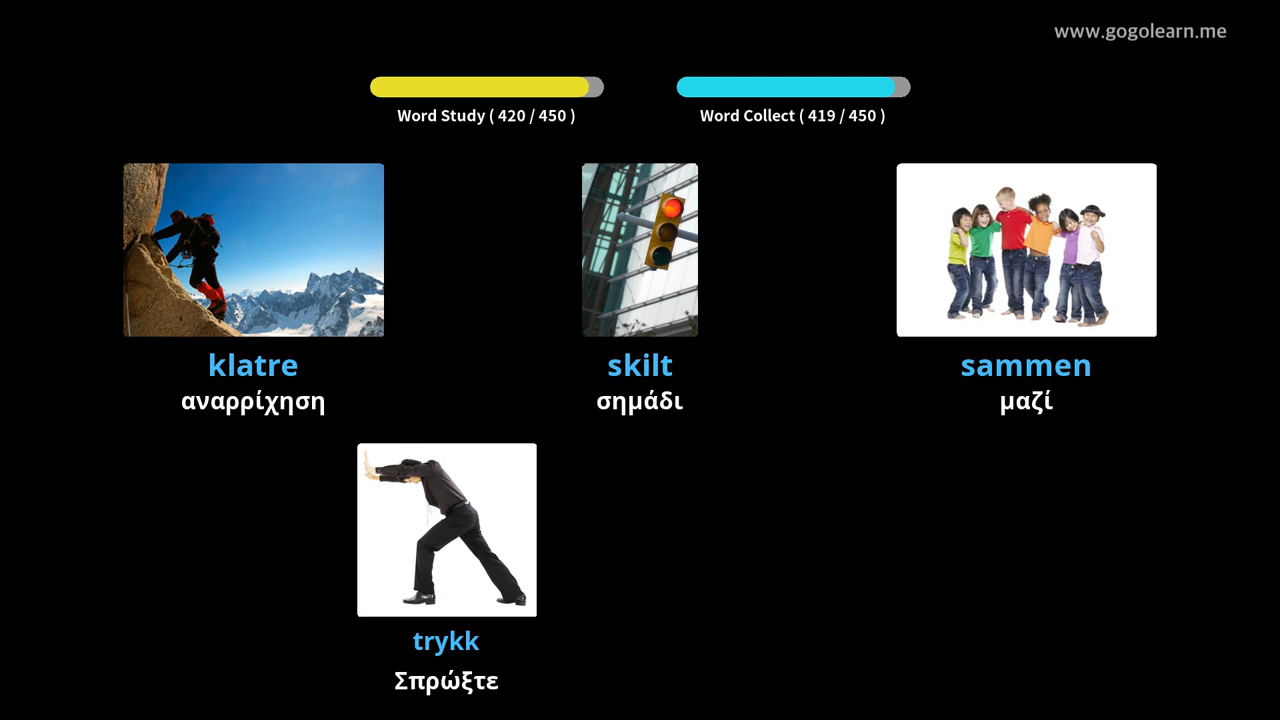 www.gogolearn.me
Word Study ( 420 / 450 )
Word Collect ( 419 / 450 )
klatre
αναρρίχηση
skilt
σημάδι
sammen
μαζί
trykk
Σπρώξτε